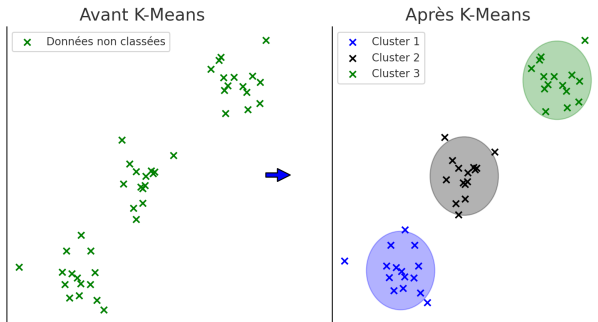 Avant K-Means
Données non classées
Après K-Means
Cluster 1
Cluster 2
Cluster 3